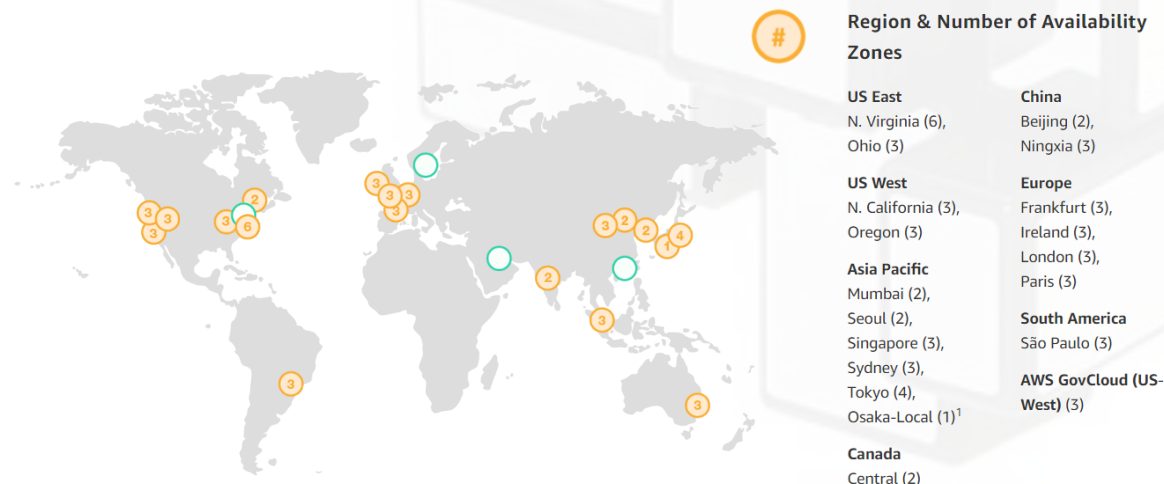 #
Region & Number of Availability
Zones
US East
N. Virginia (6),
Ohio (3)
US West
N. California (3),
Oregon (3)
Asia Pacific
Mumbai (2),
Seoul (2),
Singapore (3),
Sydney (3),
Tokyo (4),
Osaka-Local (1)¹
Canada
Central (2)
China
Beijing (2),
Ningxia (3)
Europe
Frankfurt (3),
Ireland (3),
London (3),
Paris (3)
South America
São Paulo (3)
AWS GovCloud (US-
West) (3)
3
3
3
3
2
6
3
3
3
3
3
2
2
4
1
2
3
3
3